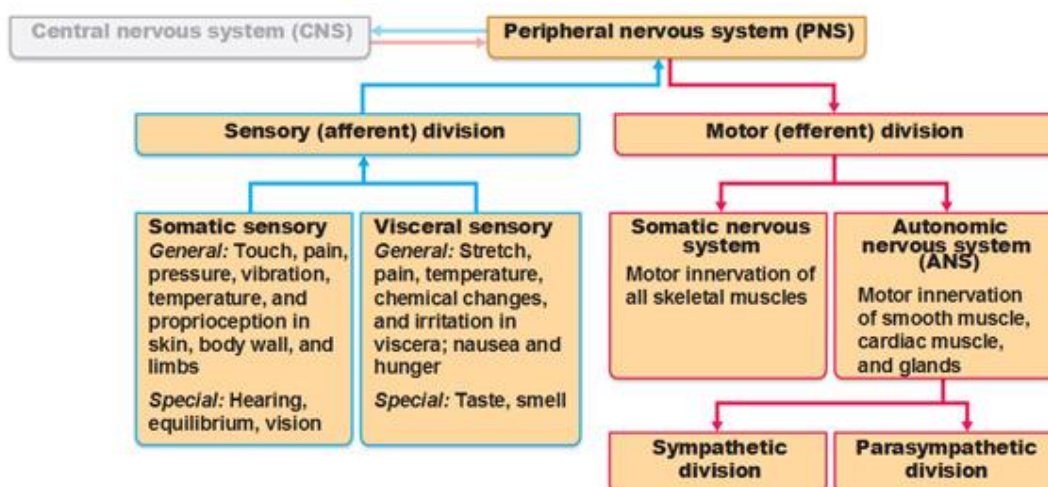 Central nervous system (CNS)
Peripheral nervous system (PNS)
Sensory (afferent) division
Motor (efferent) division
Somatic sensory
General: Touch, pain,
pressure, vibration,
temperature, and
proprioception in
skin, body wall, and
limbs
Special: Hearing,
equilibrium, vision
Visceral sensory
General: Stretch,
pain, temperature,
chemical changes,
and irritation in
viscera; nausea and
hunger
Special: Taste, smell
Somatic nervous
system
Motor innervation of
all skeletal muscles
Autonomic
nervous system
(ANS)
Motor innervation
of smooth muscle,
cardiac muscle,
and glands
Sympathetic
division
Parasympathetic
division